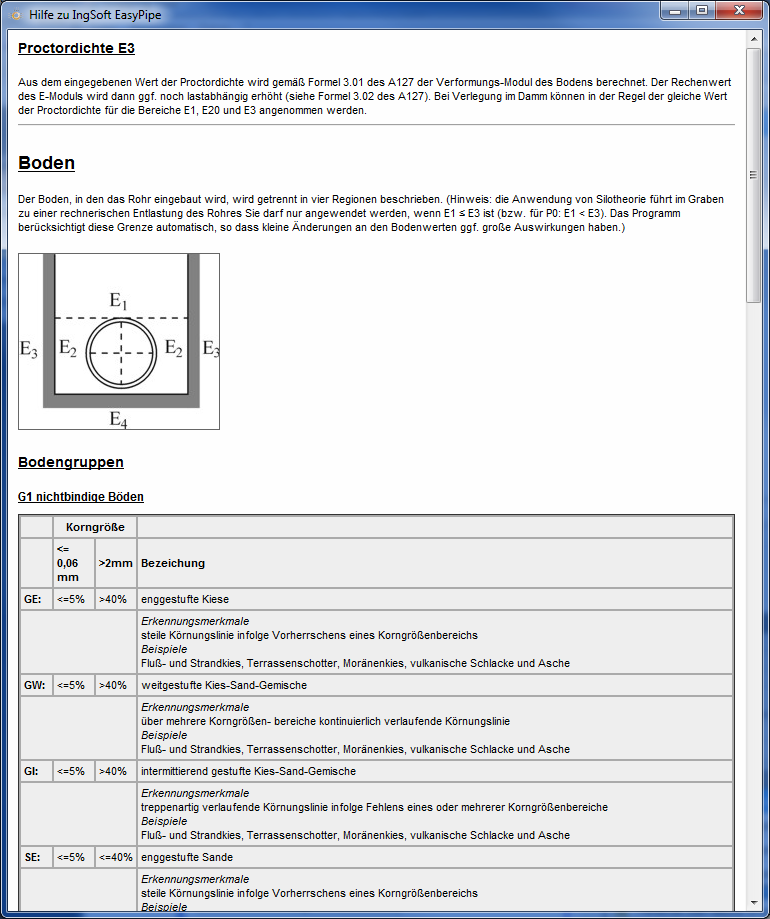 Hilfe zu IngSoft EasyPipe
Proctordichte E3
Aus dem eingegebenen Wert der Proctordichte wird gemäß Formel 3.01 des A127 der Verformungs-Modul des Bodens berechnet. Der Rechenwert
des E-Moduls wird dann ggf. noch lastabhängig erhöht (siehe Formel 3.02 des A127). Bei Verlegung im Damm können in der Regel der gleiche Wert
der Proctordichte für die Bereiche E1, E20 und E3 angenommen werden.
Boden
Der Boden, in den das Rohr eingebaut wird, wird getrennt in vier Regionen beschrieben. (Hinweis: die Anwendung von Silotheorie führt im Graben
zu einer rechnerischen Entlastung des Rohres Sie darf nur angewendet werden, wenn E1 ≤ E3 ist (bzw. für P0: E1 < E3). Das Programm
berücksichtigt diese Grenze automatisch, so dass kleine Änderungen an den Bodenwerten ggf. große Auswirkungen haben.)
E1
E3 E2 E2 E3
E4
Bodengruppen
G1 nichtbindige Böden
Korngröße
<=
0,06
mm >2mm Bezeichung
GE: <=5% >40% enggestufte Kiese
Erkennungsmerkmale
steile Körnungslinie infolge Vorherrschens eines Korngrößenbereichs
Beispiele
Fluß- und Strandkies, Terrassenschotter, Moränenkies, vulkanische Schlacke und Asche
GW: <=5% >40% weitgestufte Kies-Sand-Gemische
Erkennungsmerkmale
über mehrere Korngrößen- bereiche kontinuierlich verlaufende Körnungslinie
Beispiele
Fluß- und Strandkies, Terrassenschotter, Moränenkies, vulkanische Schlacke und Asche
GI: <=5% >40% intermittierend gestufte Kies-Sand-Gemische
Erkennungsmerkmale
treppenartig verlaufende Körnungslinie infolge Fehlens eines oder mehrerer Korngrößenbereiche
Beispiele
Fluß- und Strandkies, Terrassenschotter, Moränenkies, vulkanische Schlacke und Asche
SE: <=5% <=40% enggestufte Sande
Erkennungsmerkmale
steile Körnungslinie infolge Vorherrschens eines Korngrößenbereichs
Beispiele